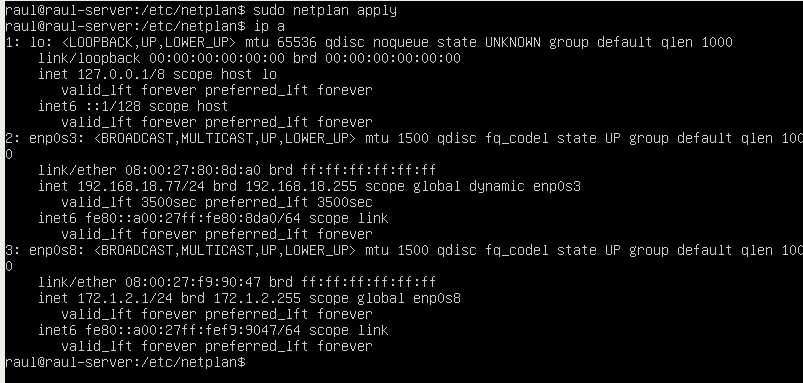 raul@raul-server:/etc/netplan$ sudo netplan apply
raul@raul-server:/etc/netplan$ ip a
1: lo: <LOOPBACK,UP,LOWER_UP> mtu 65536 qdisc noqueue state UNKNOWN group default qlen 1000
    link/loopback 00:00:00:00:00:00 brd 00:00:00:00:00:00
    inet 127.0.0.1/8 scope host lo
       valid_lft forever preferred_lft forever
    inet6 ::1/128 scope host
       valid_lft forever preferred_lft forever
2: enp0s3: <BROADCAST,MULTICAST,UP,LOWER_UP> mtu 1500 qdisc fq_codel state UP group default qlen 100
0
    link/ether 08:00:27:80:8d:a0 brd ff:ff:ff:ff:ff:ff
    inet 192.168.18.77/24 brd 192.168.18.255 scope global dynamic enp0s3
       valid_lft 3500sec preferred_lft 3500sec
    inet6 fe80::a00:27ff:fe80:8da0/64 scope link
       valid_lft forever preferred_lft forever
3: enp0s8: <BROADCAST,MULTICAST,UP,LOWER_UP> mtu 1500 qdisc fq_codel state UP group default qlen 100
0
    link/ether 08:00:27:f9:90:47 brd ff:ff:ff:ff:ff:ff
    inet 172.1.2.1/24 brd 172.1.2.255 scope global enp0s8
       valid_lft forever preferred_lft forever
    inet6 fe80::a00:27ff:fef9:9047/64 scope link
       valid_lft forever preferred_lft forever
raul@raul-server:/etc/netplan$